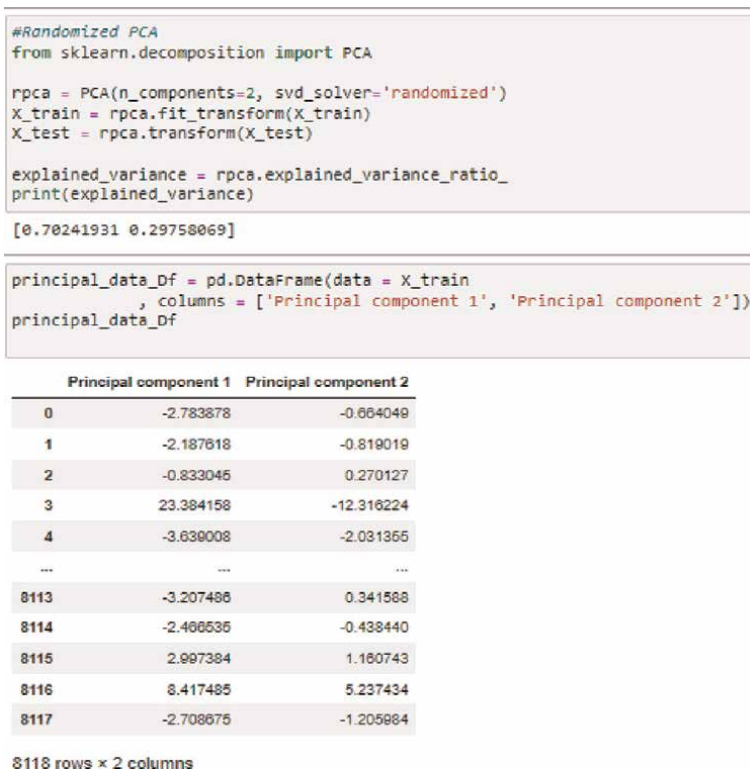 #Randomized PCA
from sklearn.decomposition import PCA
rpca = PCA(n_components=2, svd_solver='randomized')
X_train = rpca.fit_transform(X_train)
X_test = rpca.transform(X_test)
explained_variance = rpca.explained_variance_ratio_
print(explained_variance)
[0.70241931 0.29758069]
principal_data_Df = pd.DataFrame(data = X_train
, columns = ['Principal component 1', 'Principal component 2'])
principal_data_Df
Principal component 1 Principal component 2
0 -2.783878 -0.664049
1 -2.187618 -0.819019
2 -0.833045 0.270127
3 23.384158 -12.316224
4 -3.639008 -2.031355
... ... ...
8113 -3.207486 0.341588
8114 -2.466535 -0.438440
8115 2.997384 1.160743
8116 8.417485 5.237434
8117 -2.708675 -1.205984
8118 rows × 2 columns